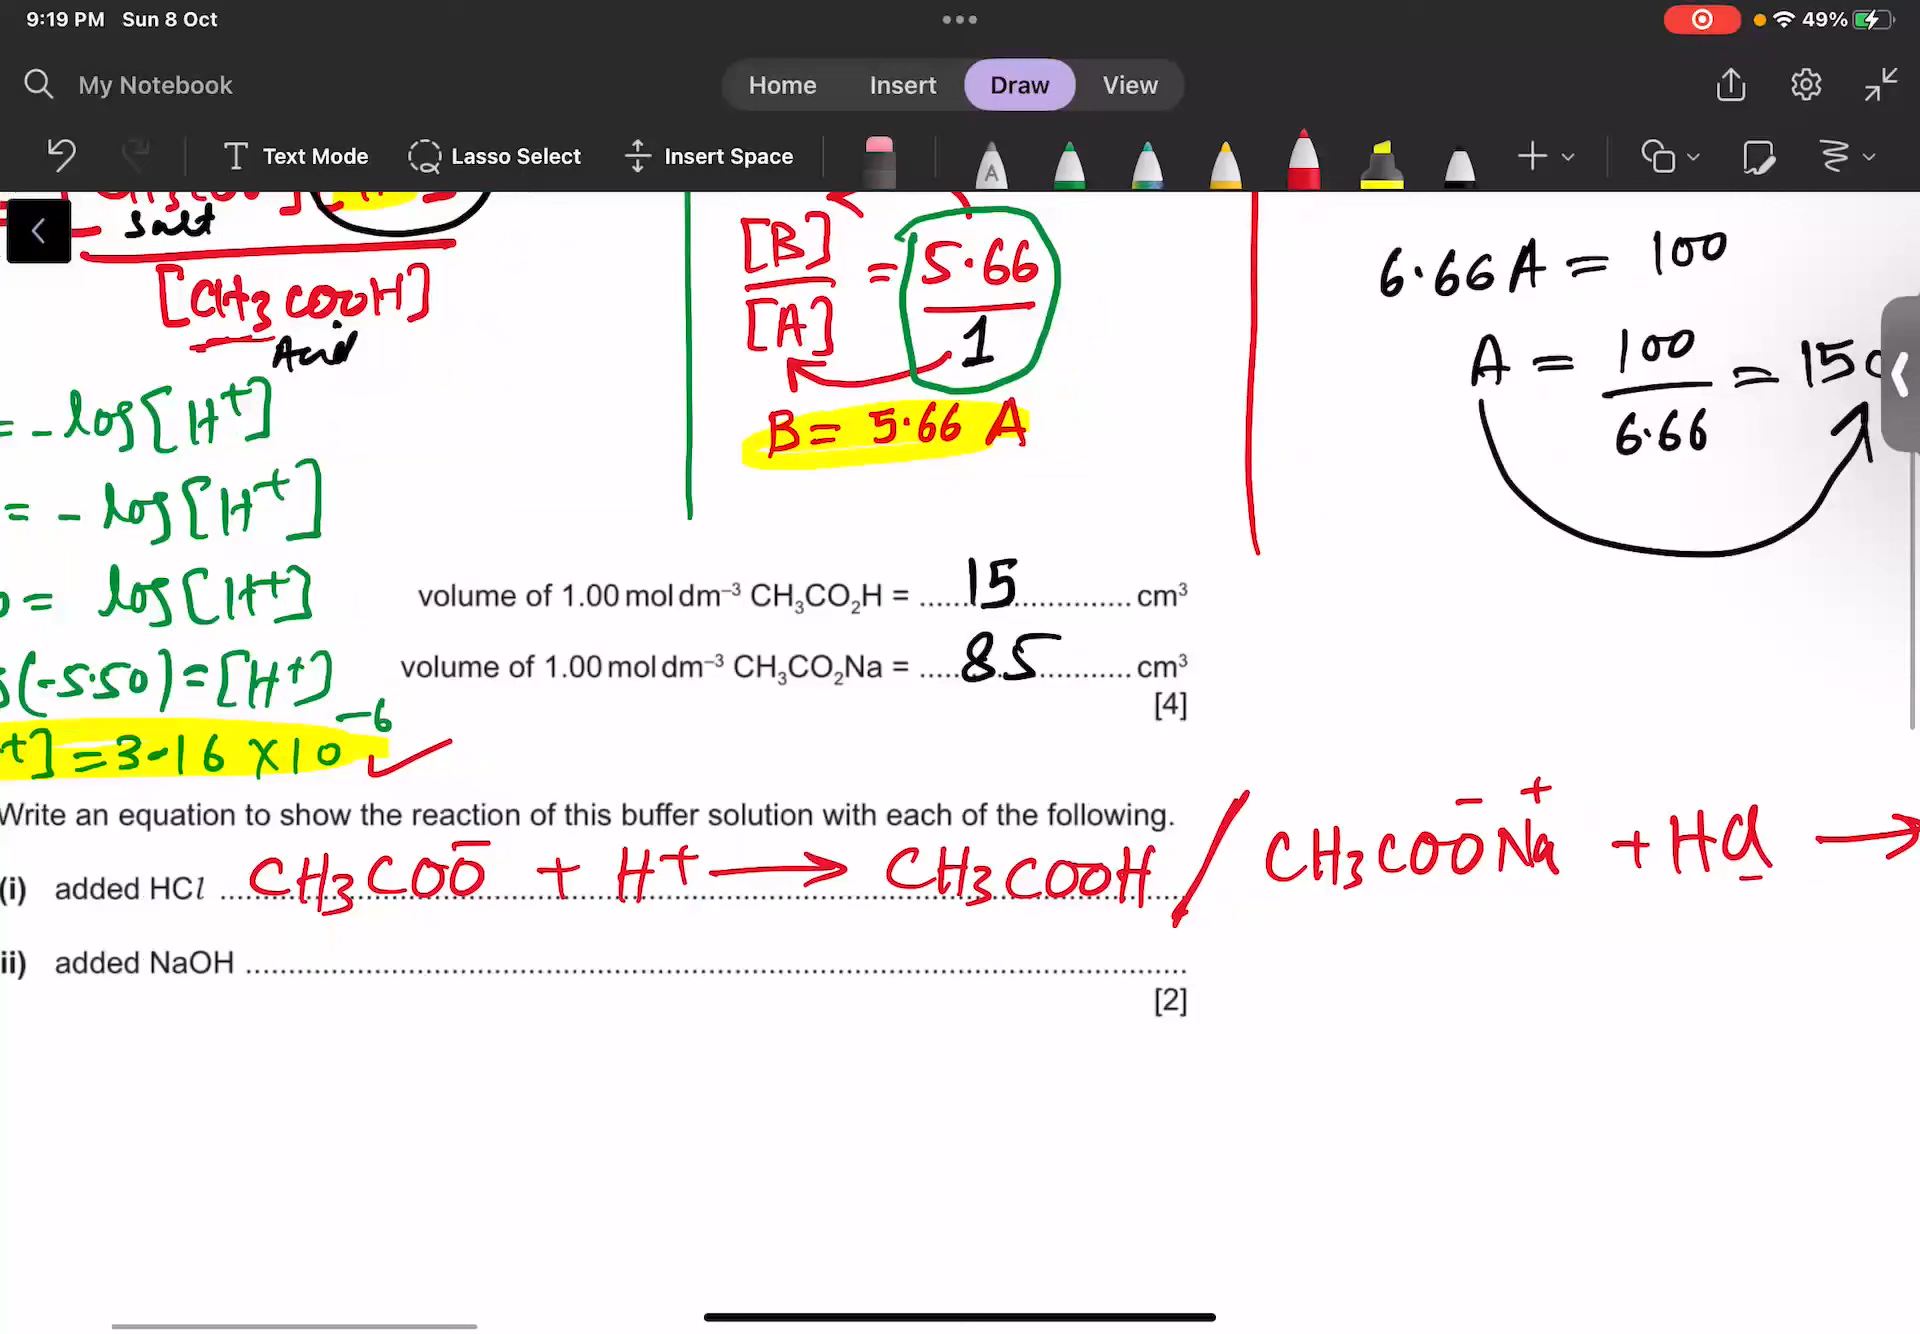 9:19 PM Sun 8 Oct
49%
My Notebook
Home Insert Draw View
Text Mode Lasso Select Insert Space
A
Salt
[CH3COOH]
Acid
= -log[H+]
= - log[H+]
= log[H+]
(-5.50)=[H+]
+] = 3.16 x 10⁻⁶
[B]
[A]
= 5.66
1
B = 5.66 A
6.66 A = 100
A = 100
6.66
= 15
volume of 1.00 mol dm⁻³ CH₃CO₂H = ......15............... cm³
volume of 1.00 mol dm⁻³ CH₃CO₂Na = .....85............ cm³
[4]
Write an equation to show the reaction of this buffer solution with each of the following.
(i) added HCl CH3COO⁻ + H+ → CH3COOH / CH3COO⁻Na⁺ + HCl →
ii) added NaOH ................................................................
[2]